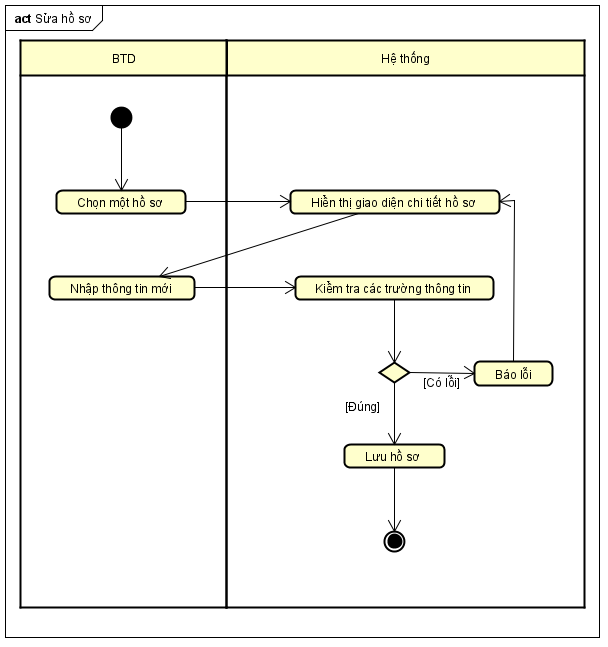 act Sửa hồ sơ
BTD
Hệ thống
Chọn một hồ sơ
Hiển thị giao diện chi tiết hồ sơ
Nhập thông tin mới
Kiểm tra các trường thông tin
[Có lỗi]
Báo lỗi
[Đúng]
Lưu hồ sơ